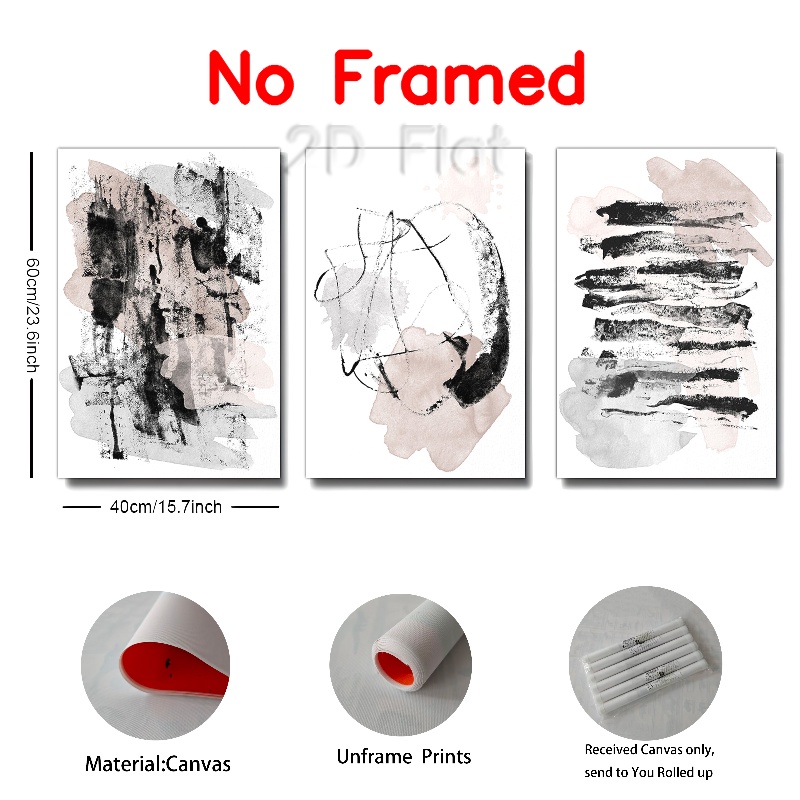 No Framed
2D Flat
60cm/23.6inch
40cm/15.7inch
Material:Canvas
Unframe Prints
Received Canvas only,
send to You Rolled up